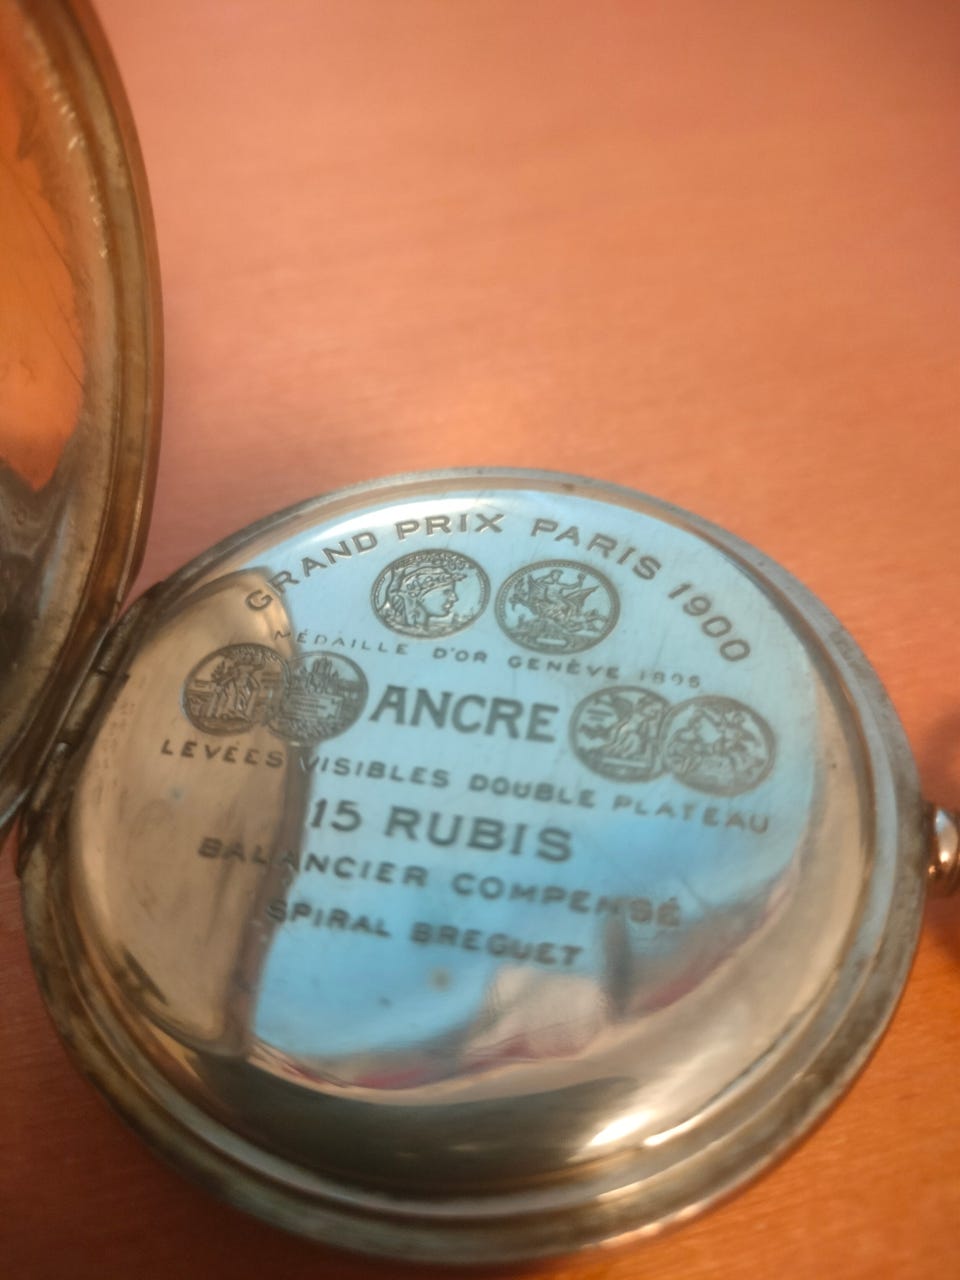 GRAND PRIX PARIS 1900
MÉDAILLE D'OR GENÈVE 1896
ANCRE
LEVÉES VISIBLES DOUBLE PLATEAU
15 RUBIS
BALANCIER COMPENSÉ
SPIRAL BREGUET